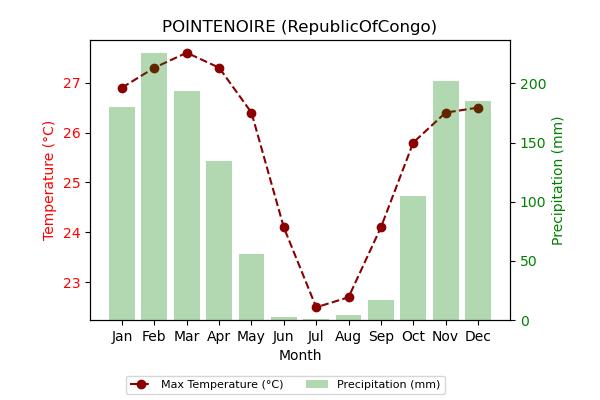 POINTENOIRE (RepublicOfCongo)
Temperature (°C)
27
26
25
24
23
200
150
100
50
0
Precipitation (mm)
Jan Feb Mar Apr May Jun Jul Aug Sep Oct Nov Dec
Month
Max Temperature (°C) Precipitation (mm)